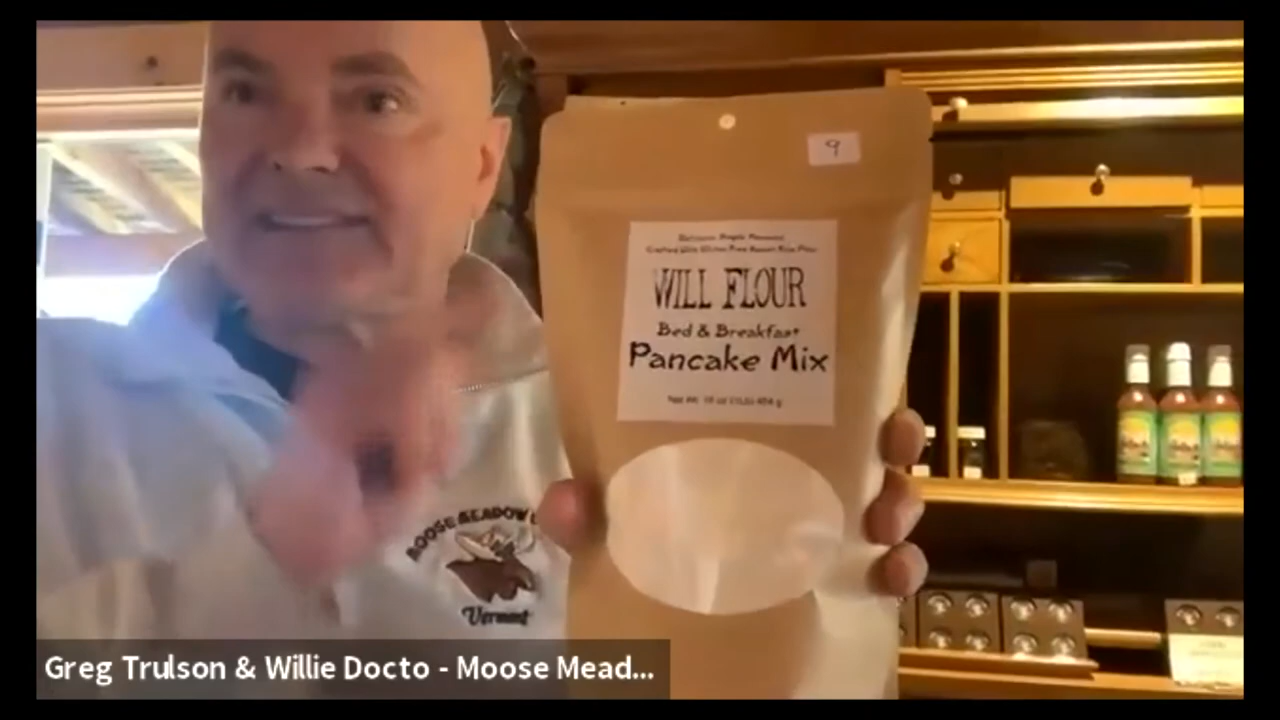 9
WILL FLOUR
Bed & Breakfast
Pancake Mix
MOOSE MEADOW
Vermont
Greg Trulson & Willie Docto - Moose Mead...